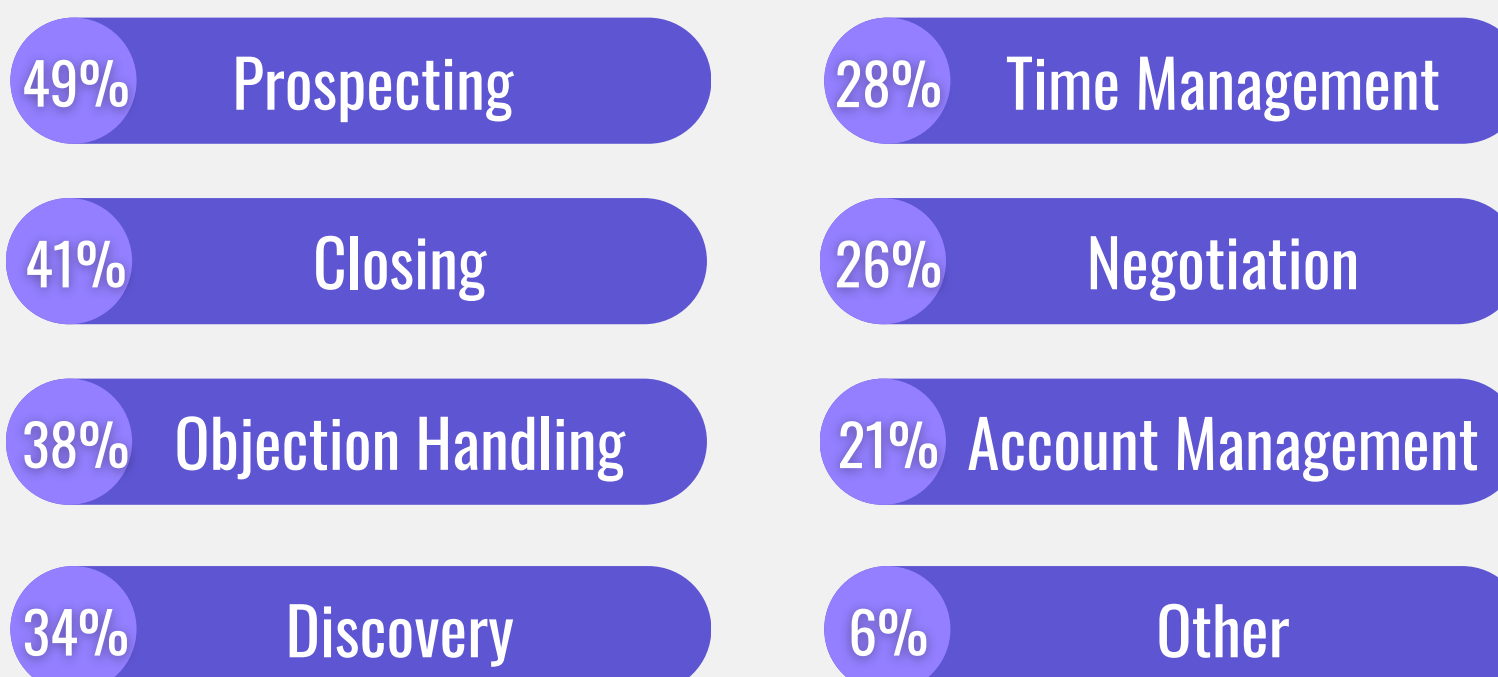 49% Prospecting
41% Closing
38% Objection Handling
34% Discovery
28% Time Management
26% Negotiation
21% Account Management
6% Other